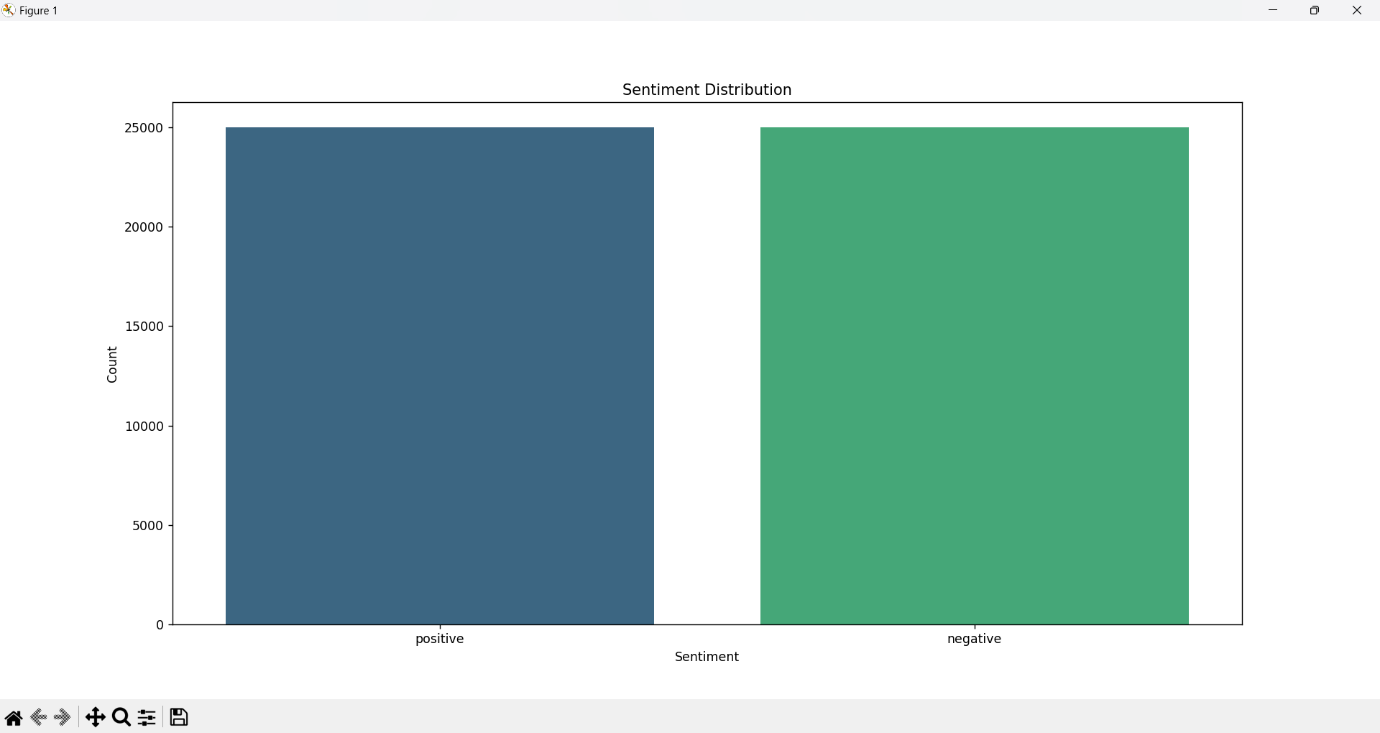 Figure 1
Sentiment Distribution
25000
20000
15000
10000
5000
0
Count
positive negative
Sentiment